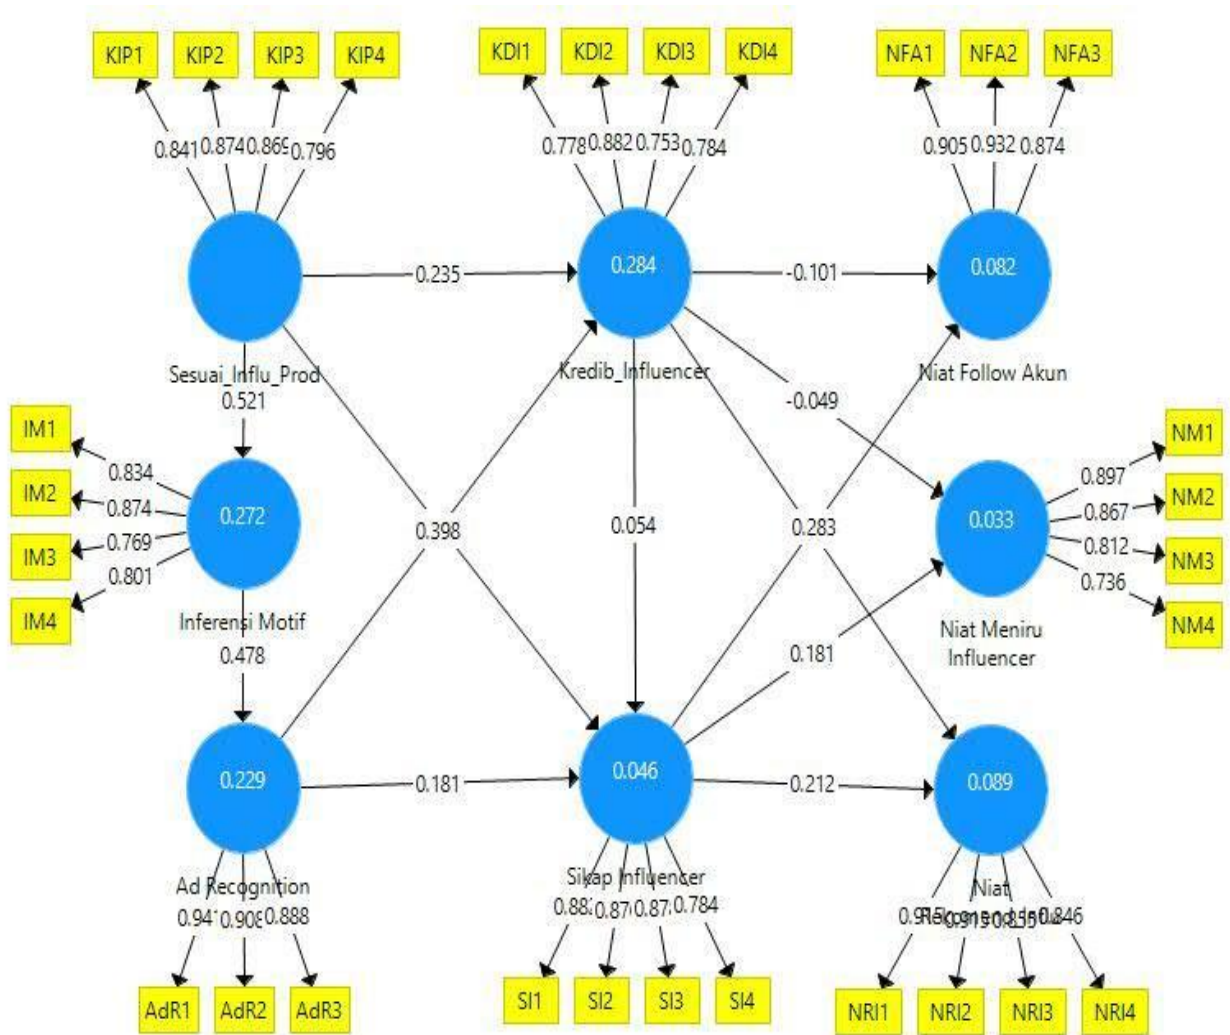 KIP1 KIP2 KIP3 KIP4
KDI1 KDI2 KDI3 KDI4
NFA1 NFA2 NFA3
0.841 0.874 0.869 0.796
0.778 0.882 0.753 0.784
0.905 0.932 0.874
0.284
0.082
0.235
-0.101
Sesuai_Influ_Prod
Kredib_Influencer
Niat Follow Akun
0.521
-0.049
IM1
IM2
IM3
IM4
0.834
0.874
0.769
0.801
0.272
0.398
0.054
0.283
0.033
0.897
0.867
0.812
0.736
NM1
NM2
NM3
NM4
Inferensi Motif
Niat Meniru
Influencer
0.478
0.181
0.229
0.181
0.046
0.212
0.089
Ad Recognition
Sikap Influencer
Niat
0.888
0.784
0.846
AdR1 AdR2 AdR3
SI1 SI2 SI3 SI4
NRI1 NRI2 NRI3 NRI4